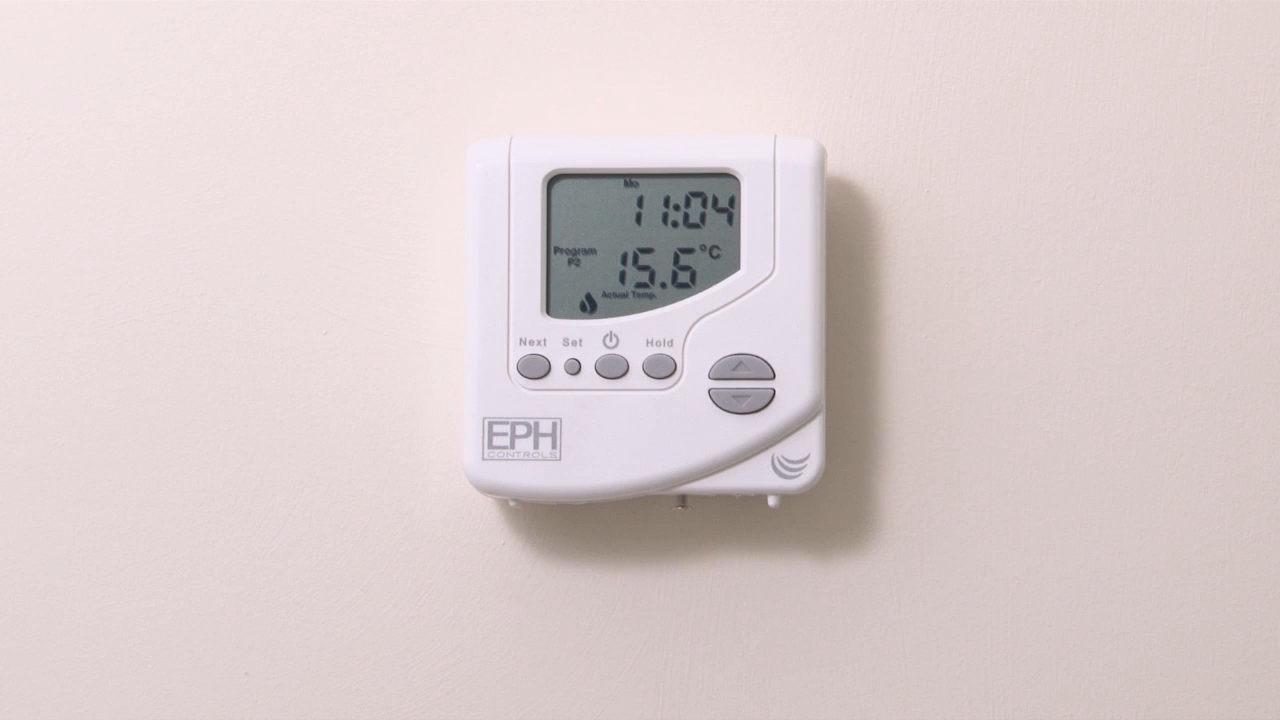 Mo
11:04
Program
P2
15.6°C
Actual Temp.
Next Set Hold
EPH
CONTROLS